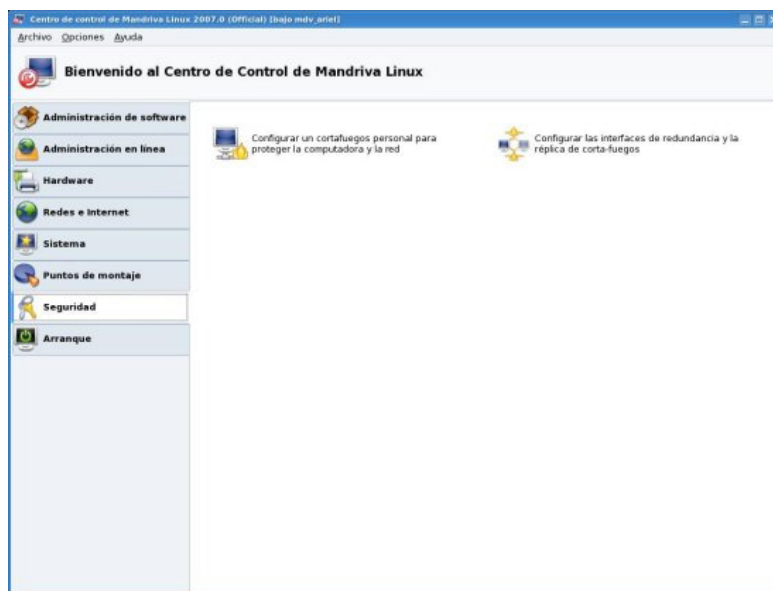 Centro de control de Mandriva Linux 2007.0 (Official) [bajo mdv_ariel]
Archivo Opciones Ayuda
Bienvenido al Centro de Control de Mandriva Linux
Administración de software
Administración en línea
Hardware
Redes e Internet
Sistema
Puntos de montaje
Seguridad
Arranque
Configurar un cortafuegos personal para
proteger la computadora y la red
Configurar las interfaces de redundancia y la
réplica de corta-fuegos